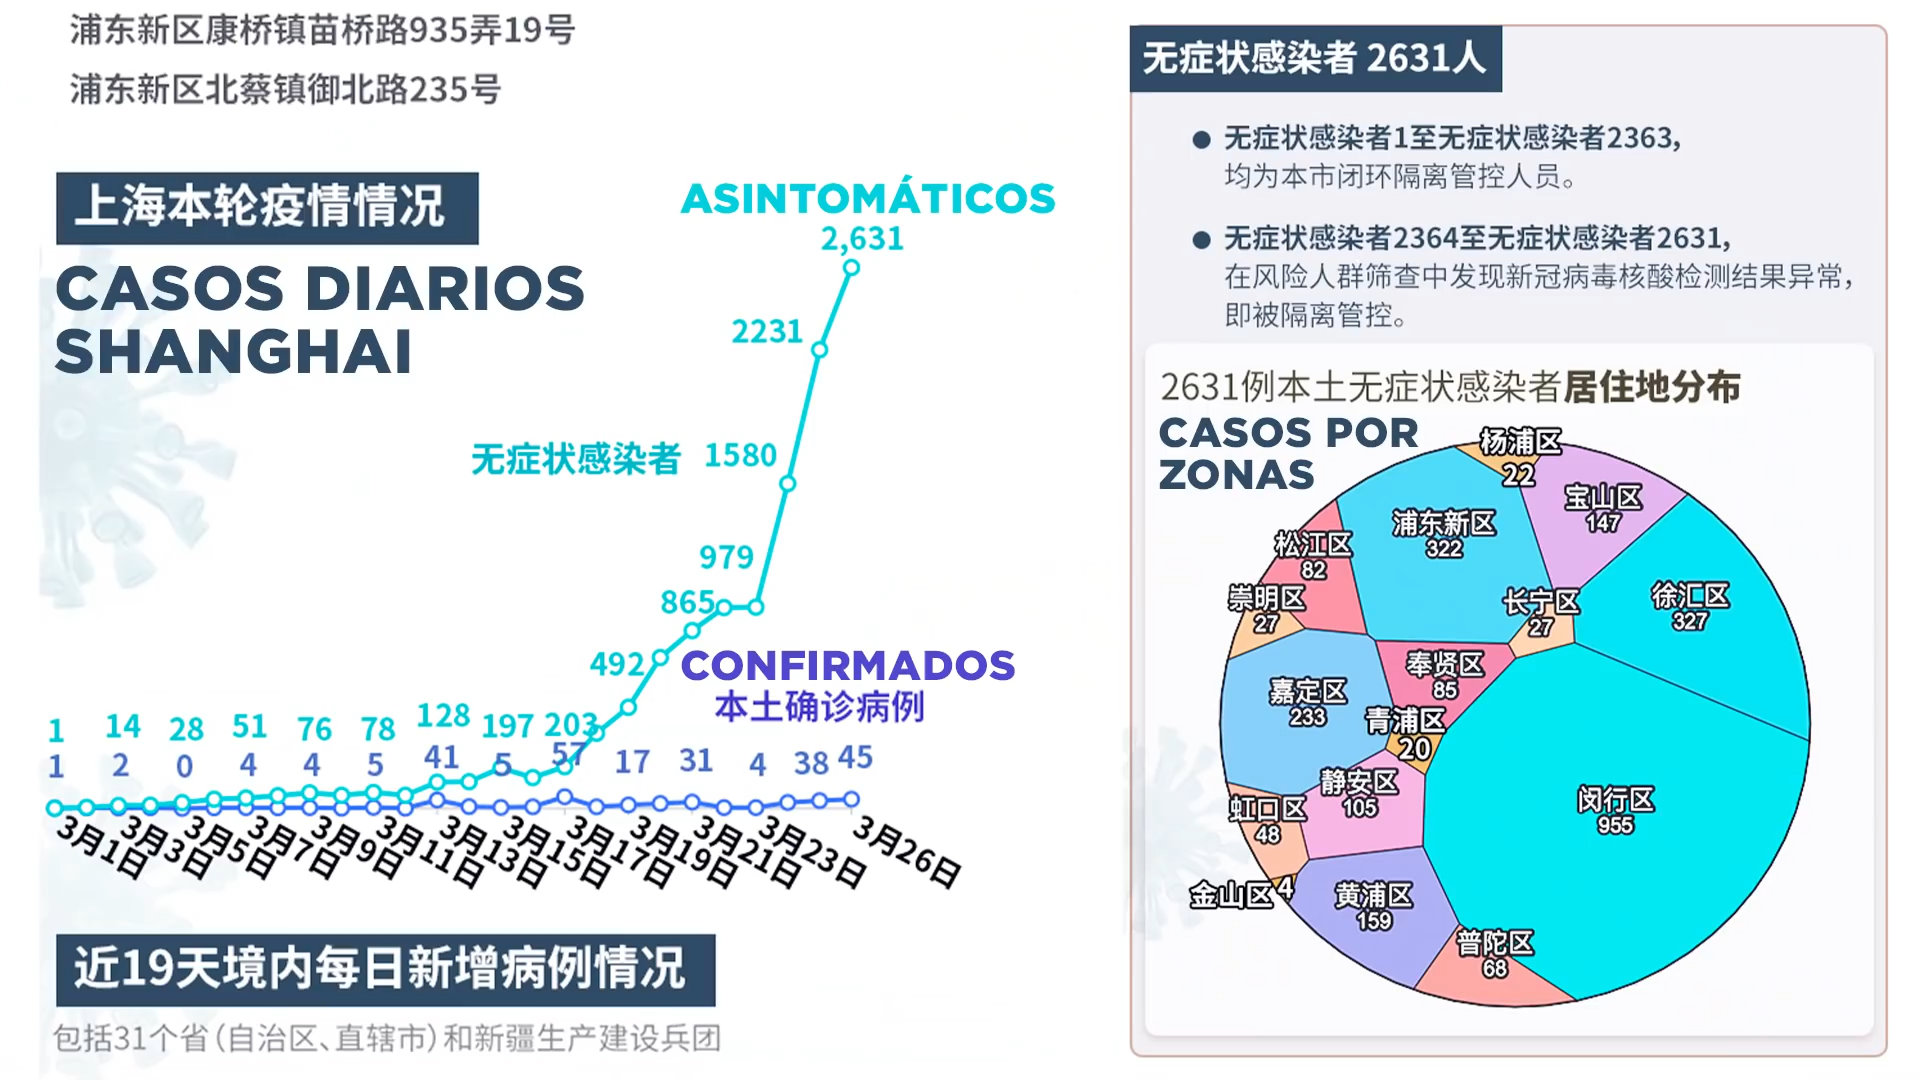 浦东新区康桥镇苗桥路935弄19号
浦东新区北蔡镇御北路235号
上海本轮疫情情况
CASOS DIARIOS
SHANGHAI
ASINTOMÁTICOS
2,631
2231
无症状感染者 1580
979
865
492
CONFIRMADOS
本土确诊病例
1 14 28 51 76 78 128 197 203
1 2 0 4 4 5 41 5 57 17 31 4 38 45
3月1日 3月3日 3月5日 3月7日 3月9日 3月11日 3月13日 3月15日 3月17日 3月19日 3月21日 3月23日 3月26日
近19天境内每日新增病例情况
包括31个省（自治区、直辖市）和新疆生产建设兵团
无症状感染者 2631人
● 无症状感染者1至无症状感染者2363,
均为本市闭环隔离管控人员。
● 无症状感染者2364至无症状感染者2631,
在风险人群筛查中发现新冠病毒核酸检测结果异常，
即被隔离管控。
2631例本土无症状感染者居住地分布
CASOS POR
ZONAS
杨浦区
22
宝山区
147
浦东新区
322
松江区
82
崇明区
27
长宁区
27
徐汇区
327
奉贤区
85
嘉定区
233
青浦区
20
静安区
105
闵行区
955
虹口区
48
金山区 4
黄浦区
159
普陀区
68